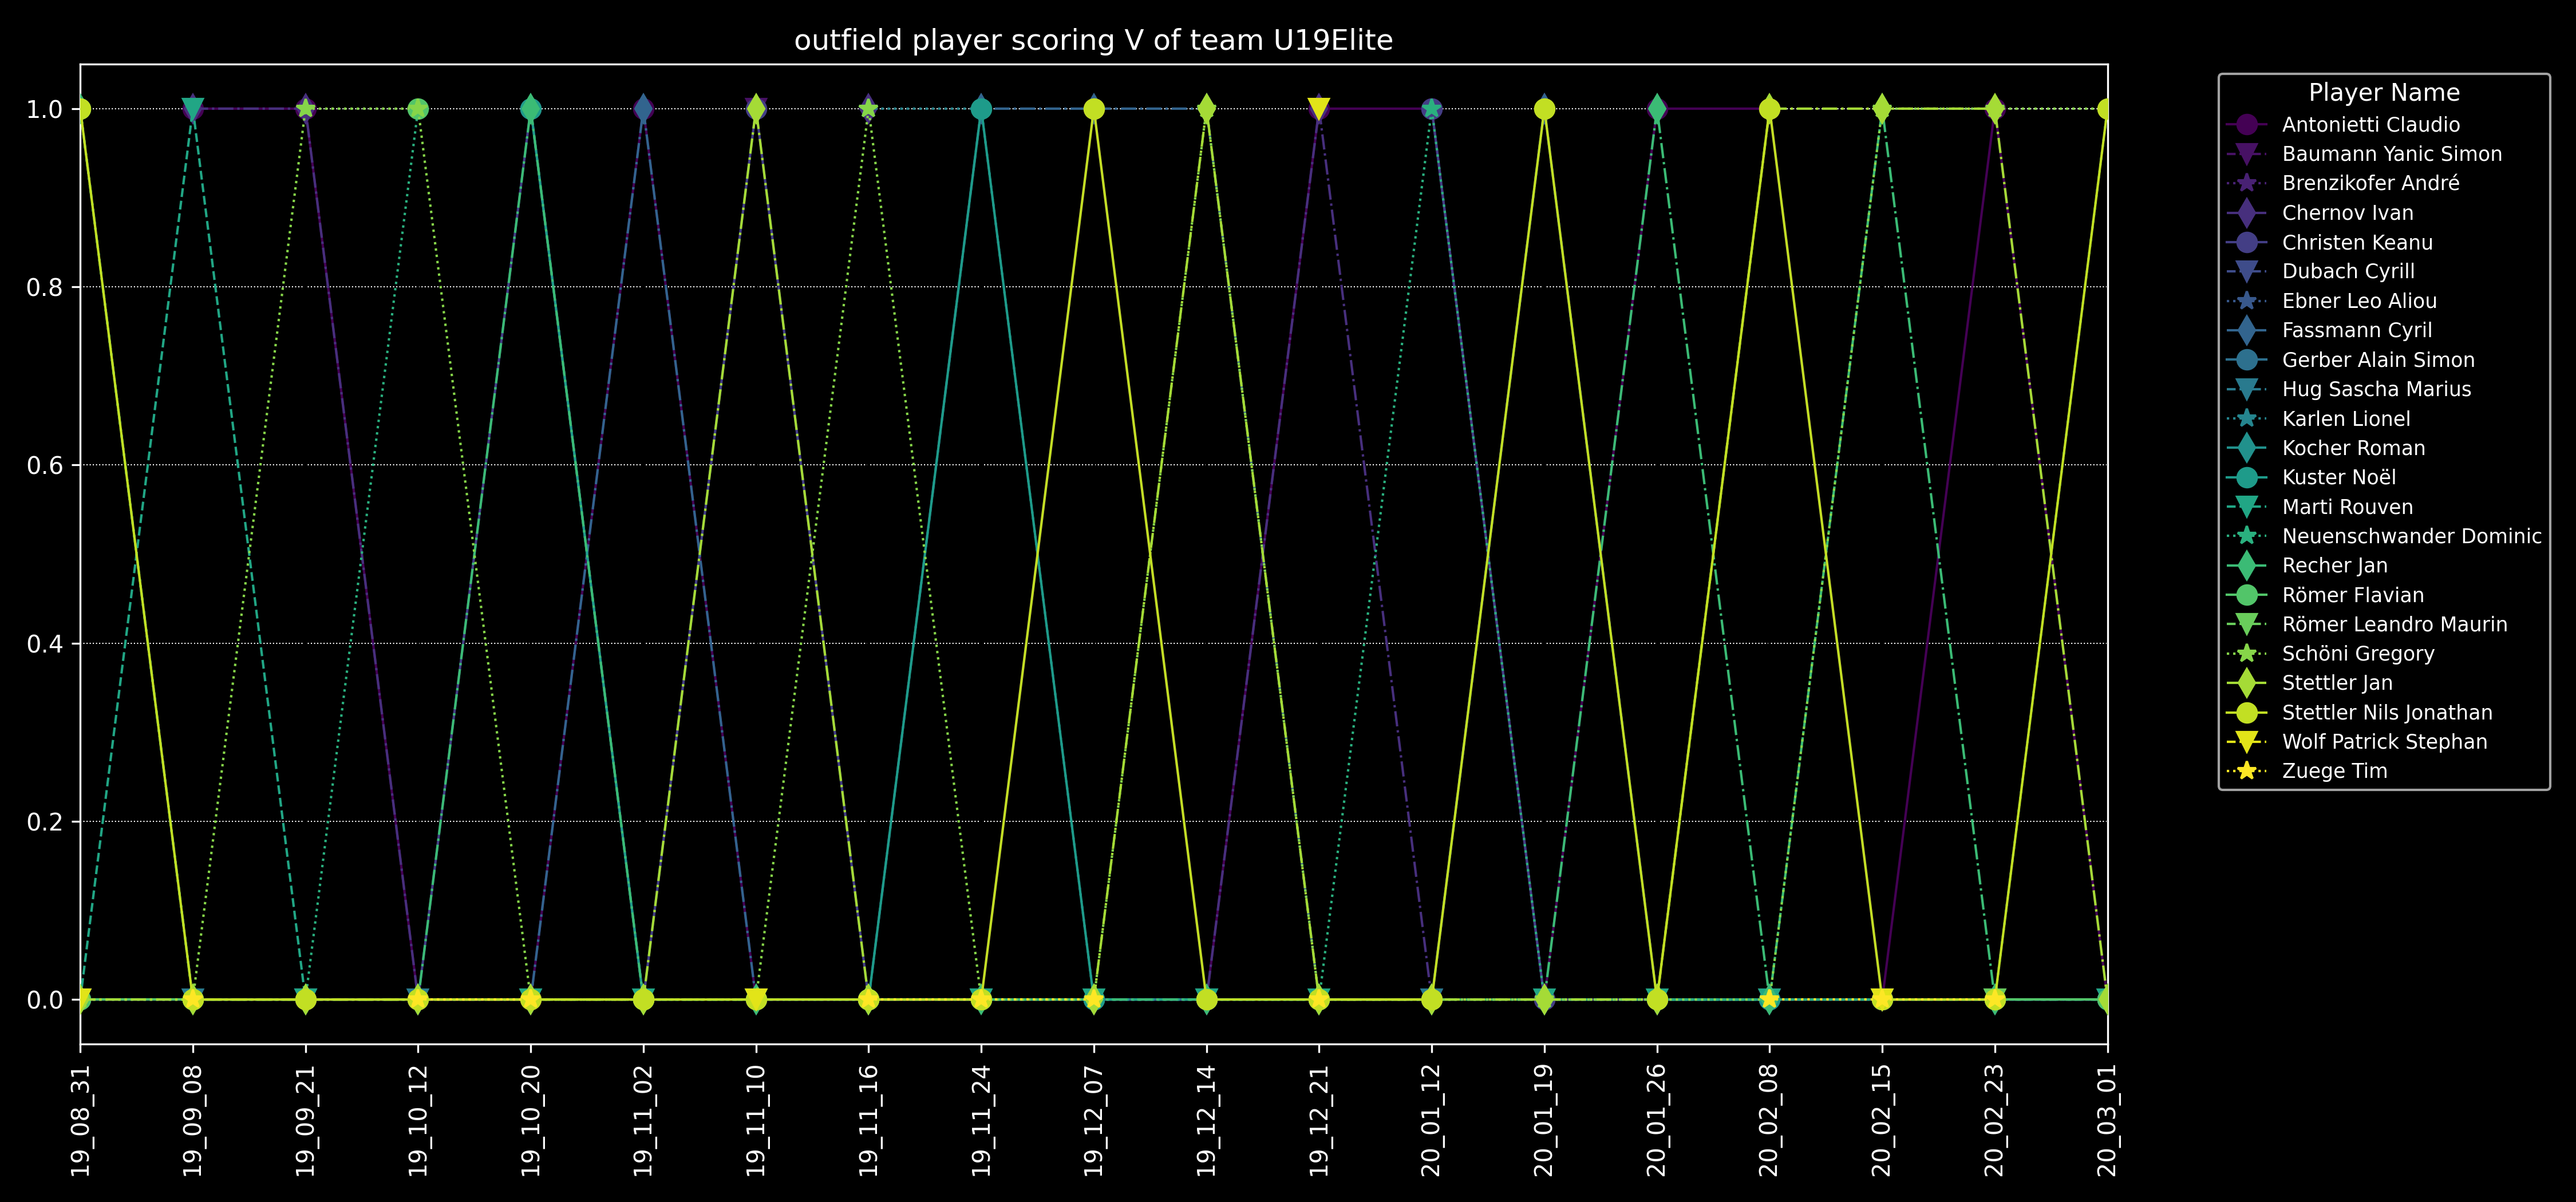 outfield player scoring V of team U19Elite
1.0
0.8
0.6
0.4
0.2
0.0
19_08_31
19_09_08
19_09_21
19_10_12
19_10_20
19_11_02
19_11_10
19_11_16
19_11_24
19_12_07
19_12_14
19_12_21
20_01_12
20_01_19
20_01_26
20_02_08
20_02_15
20_02_23
20_03_01
Player Name
Antonietti Claudio
Baumann Yanic Simon
Brenzikofer André
Chernov Ivan
Christen Keanu
Dubach Cyrill
Ebner Leo Aliou
Fassmann Cyril
Gerber Alain Simon
Hug Sascha Marius
Karlen Lionel
Kocher Roman
Kuster Noël
Marti Rouven
Neuenschwander Dominic
Recher Jan
Römer Flavian
Römer Leandro Maurin
Schöni Gregory
Stettler Jan
Stettler Nils Jonathan
Wolf Patrick Stephan
Zuege Tim